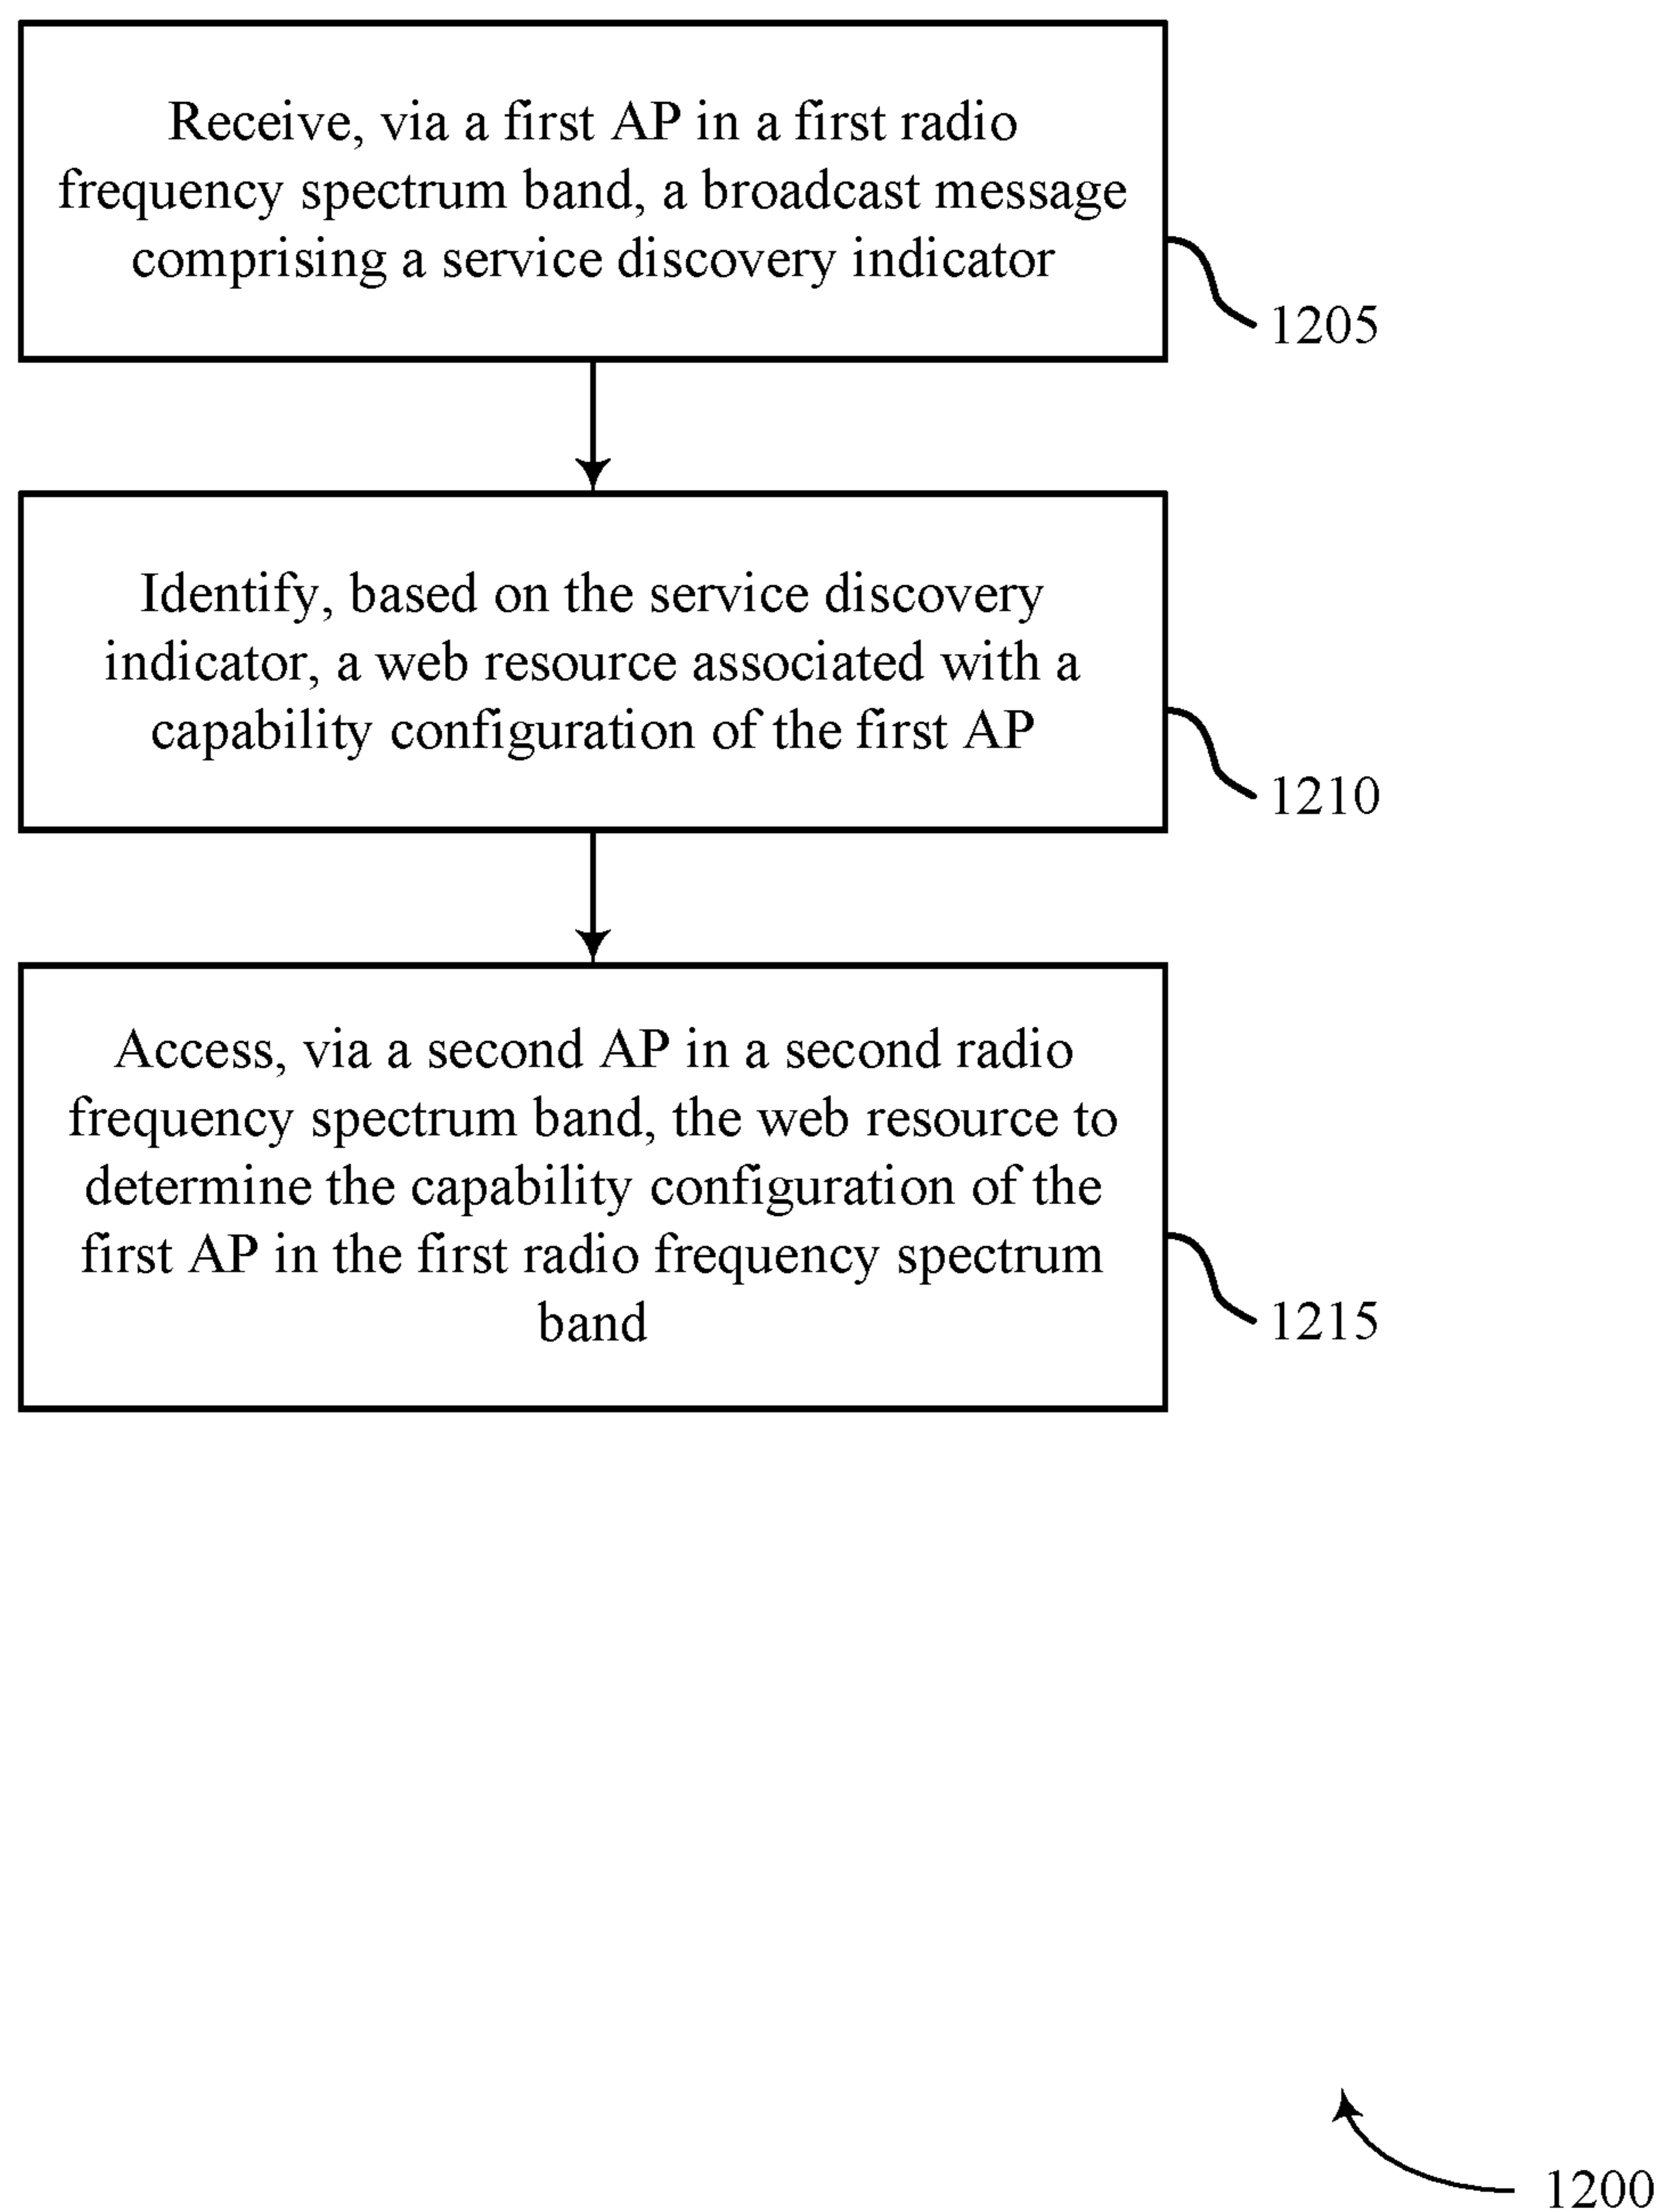 Receive, via a first AP in a first radio
frequency spectrum band, a broadcast message
comprising a service discovery indicator
1205
Identify, based on the service discovery
indicator, a web resource associated with a
capability configuration of the first AP
1210
Access, via a second AP in a second radio
frequency spectrum band, the web resource to
determine the capability configuration of the
first AP in the first radio frequency spectrum
band
1215
1200